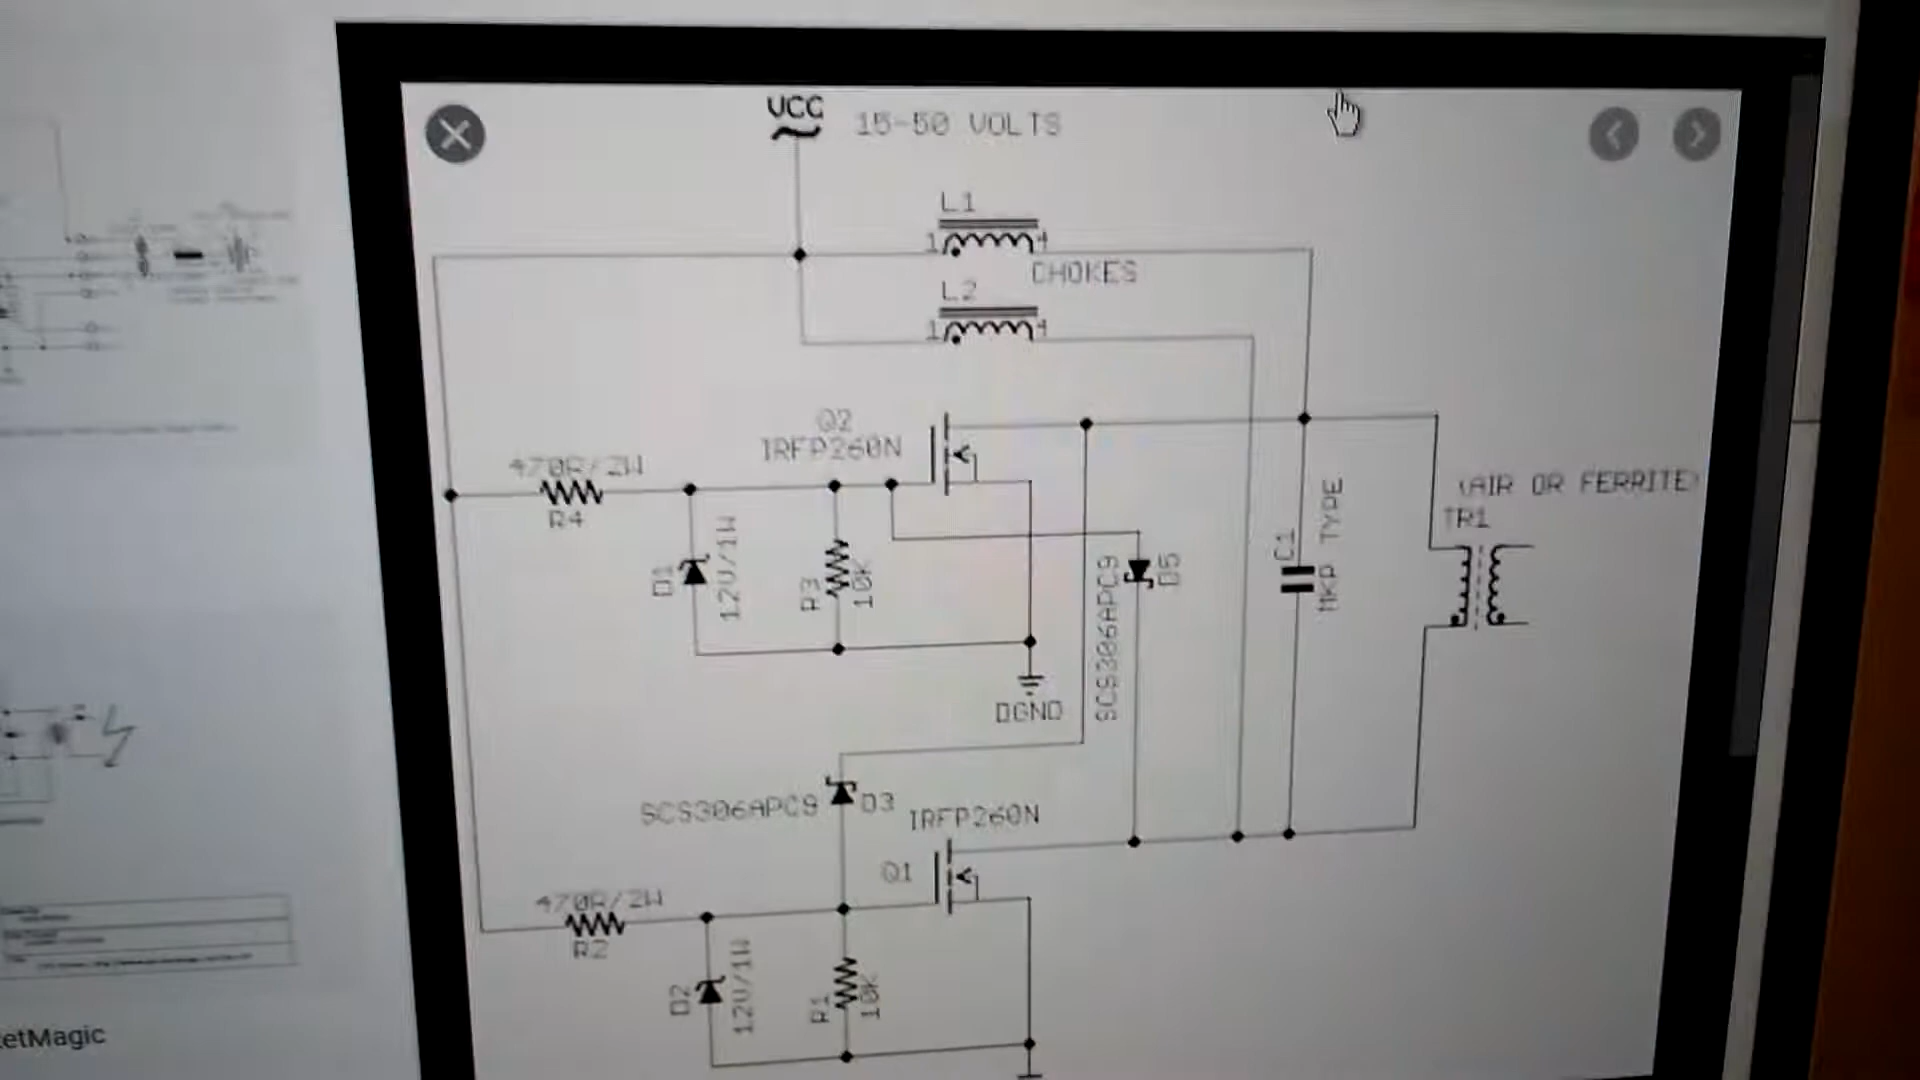 VCC
15-50 VOLTS
L1
1
4
CHOKES
L2
1
4
Q2
IRFP260N
470R/2W
R4
(AIR OR FERRITE)
TR1
D1
12V/1W
R3
10K
SCS306APC9
D5
C1
MKP TYPE
DGND
SCS306APC9
D3
IRFP260N
Q1
470R/2W
R2
D2
12V/1W
R1
10K
etMagic